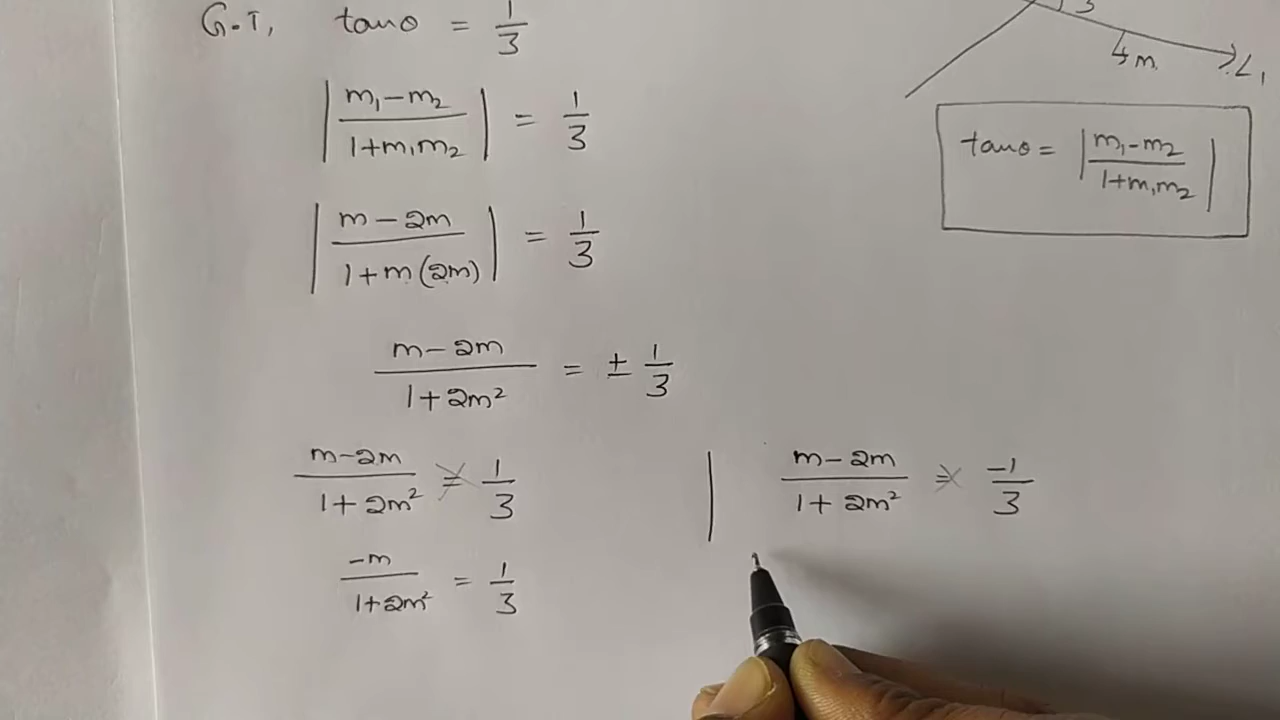 G.T, tanθ = 1/3
|m₁-m₂ / 1+m₁m₂| = 1/3
|m-2m / 1+m(2m)| = 1/3
m-2m / 1+2m² = ± 1/3
m-2m / 1+2m² = 1/3 | m-2m / 1+2m² = -1/3
-m / 1+2m² = 1/3
3
L₁
tanθ = |m₁-m₂ / 1+m₁m₂|